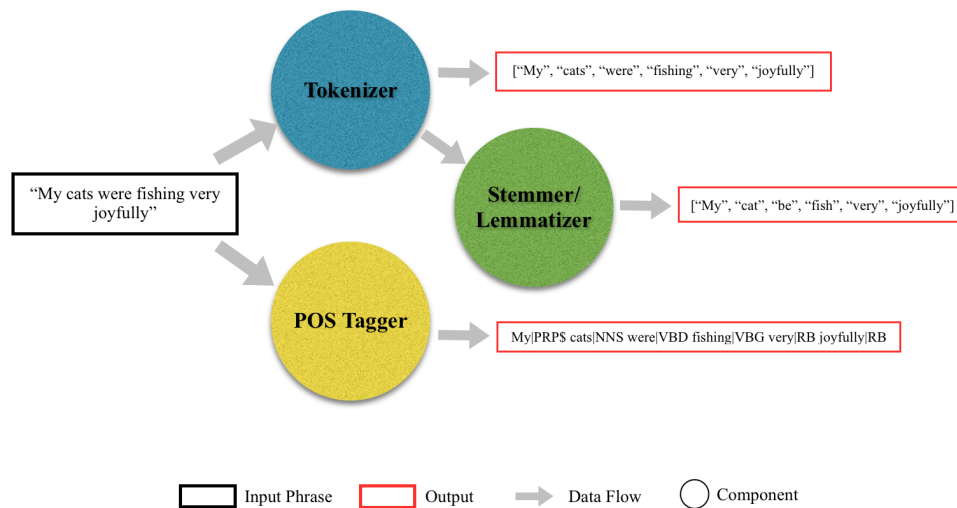 Tokenizer
[“My”, “cats”, “were”, “fishing”, “very”, “joyfully”]
“My cats were fishing very
joyfully”
Stemmer/
Lemmatizer
[“My”, “cat”, “be”, “fish”, “very”, “joyfully”]
POS Tagger
My|PRP$ cats|NNS were|VBD fishing|VBG very|RB joyfully|RB
Input Phrase
Output
Data Flow
Component